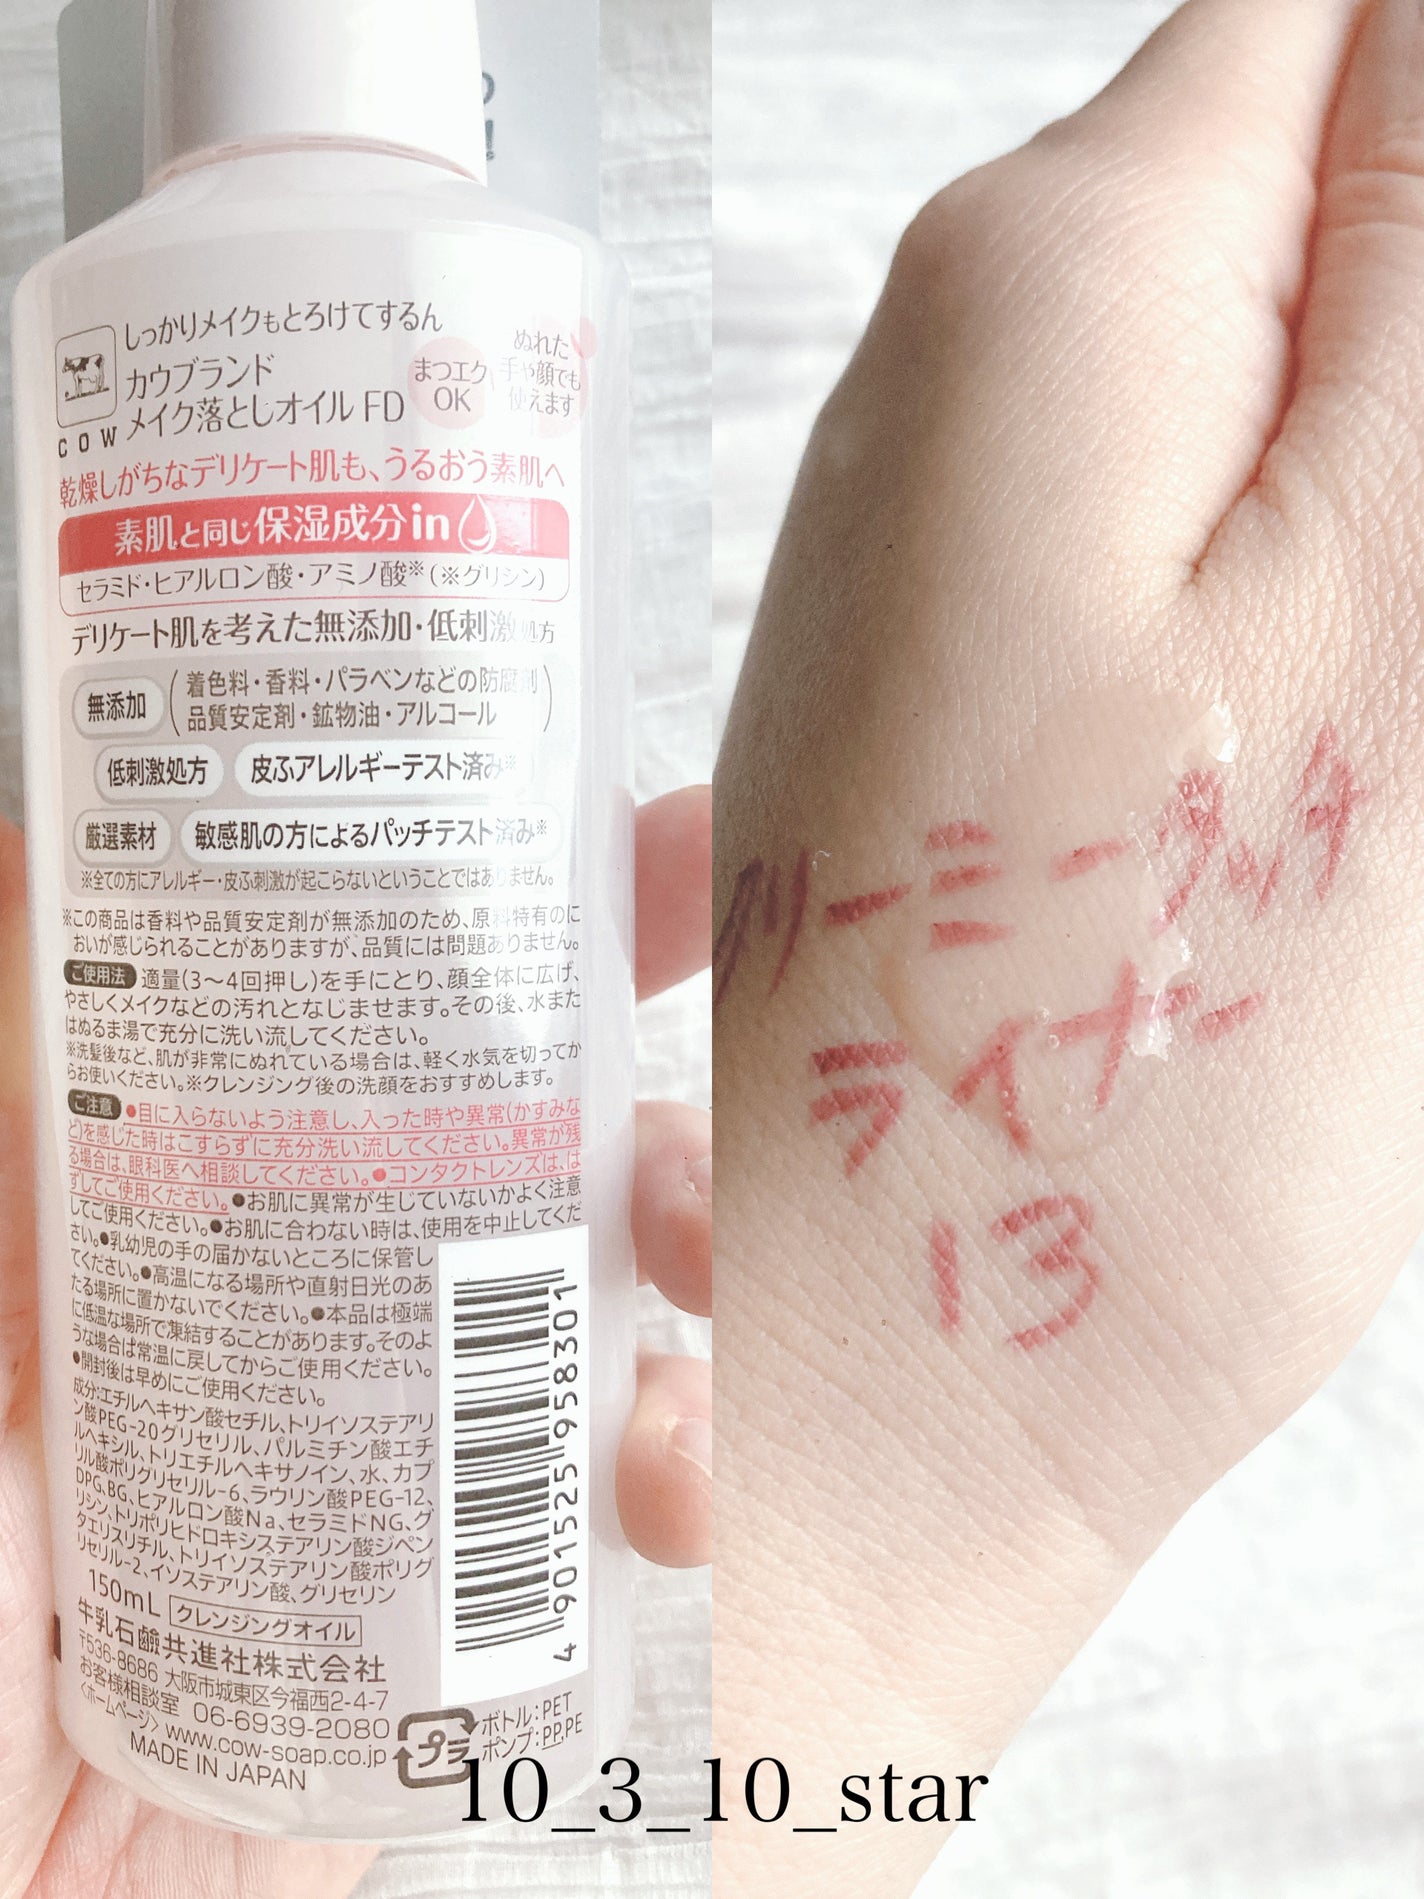 しっかりメイクもとろけてするん
カウブランド
メイク落としオイル FD
COW
まつエク
OK
ぬれた
手や顔でも
使えます
乾燥しがちなデリケート肌も、うるおう素肌へ
素肌と同じ保湿成分in
セラミド・ヒアルロン酸・アミノ酸※(※グリシン)
デリケート肌を考えた無添加・低刺激処方
無添加
着色料・香料・パラベンなどの防腐剤
品質安定剤・鉱物油・アルコール
低刺激処方 皮ふアレルギーテスト済み※
厳選素材 敏感肌の方によるパッチテスト済み※
※全ての方にアレルギー・皮ふ刺激が起こらないということではありません。
※この商品は香料や品質安定剤が無添加のため、原料特有のに
おいが感じられることがありますが、品質には問題ありません。
ご使用法 適量(3〜4回押し)を手にとり、顔全体に広げ、
やさしくメイクなどの汚れとなじませます。その後、水また
はぬるま湯で充分に洗い流してください。
※洗髪後など、肌が非常にぬれている場合は、軽く水気を切ってか
らお使いください。※クレンジング後の洗顔をおすすめします。
ご注意 ●目に入らないよう注意し、入った時や異常(かすみな
ど)を感じた時はこすらずに充分洗い流してください。異常が残
る場合は、眼科医へ相談してください。●コンタクトレンズは、は
ずしてご使用ください。●お肌に異常が生じていないかよく注意
してご使用ください。●お肌に合わない時は、使用を中止してくだ
さい。●乳幼児の手の届かないところに保管し
てください。●高温になる場所や直射日光のあ
たる場所に置かないでください。●本品は極端
に低温な場所で凍結することがあります。そのよ
うな場合は常温に戻してからご使用ください。
●開封後は早めにご使用ください。
成分:エチルヘキサン酸セチル、トリイソステアリ
ン酸PEG-20グリセリル、パルミチン酸エチ
ルヘキシル、トリエチルヘキサノイン、水、カプ
リル酸ポリグリセリル-6、ラウリン酸PEG-12、
DPG、BG、ヒアルロン酸Na、セラミドNG、グ
リシン、トリポリヒドロキシステアリン酸ジペン
タエリスリチル、トリイソステアリン酸ポリグ
リセリル-2、イソステアリン酸、グリセリン
150mL クレンジングオイル
牛乳石鹼共進社株式会社
〒536-8686 大阪市城東区今福西2-4-7
お客様相談室 06-6939-2080
〈ホームページ〉www.cow-soap.co.jp
MADE IN JAPAN
プラ
ボトル:PET
ポンプ:PP,PE
4 901525 958301
リーミータッチ
ライナー
13
10_3_10_star